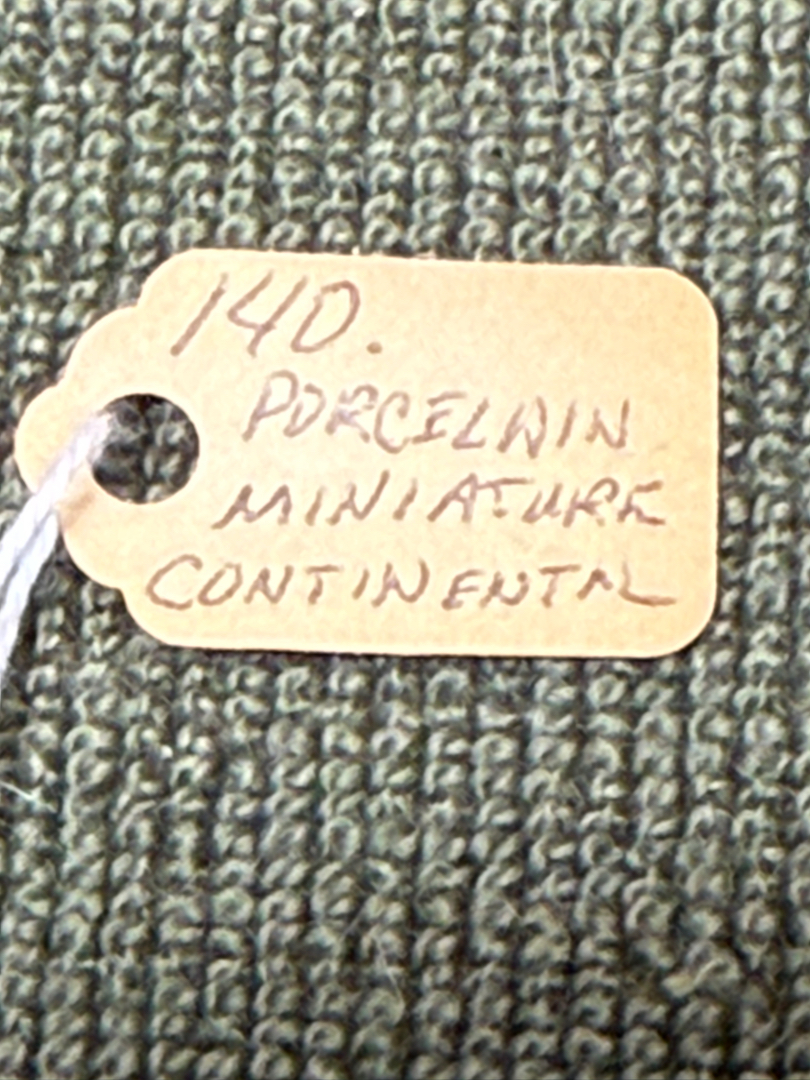 140.
PORCELAIN
MINIATURE
CONTINENTAL